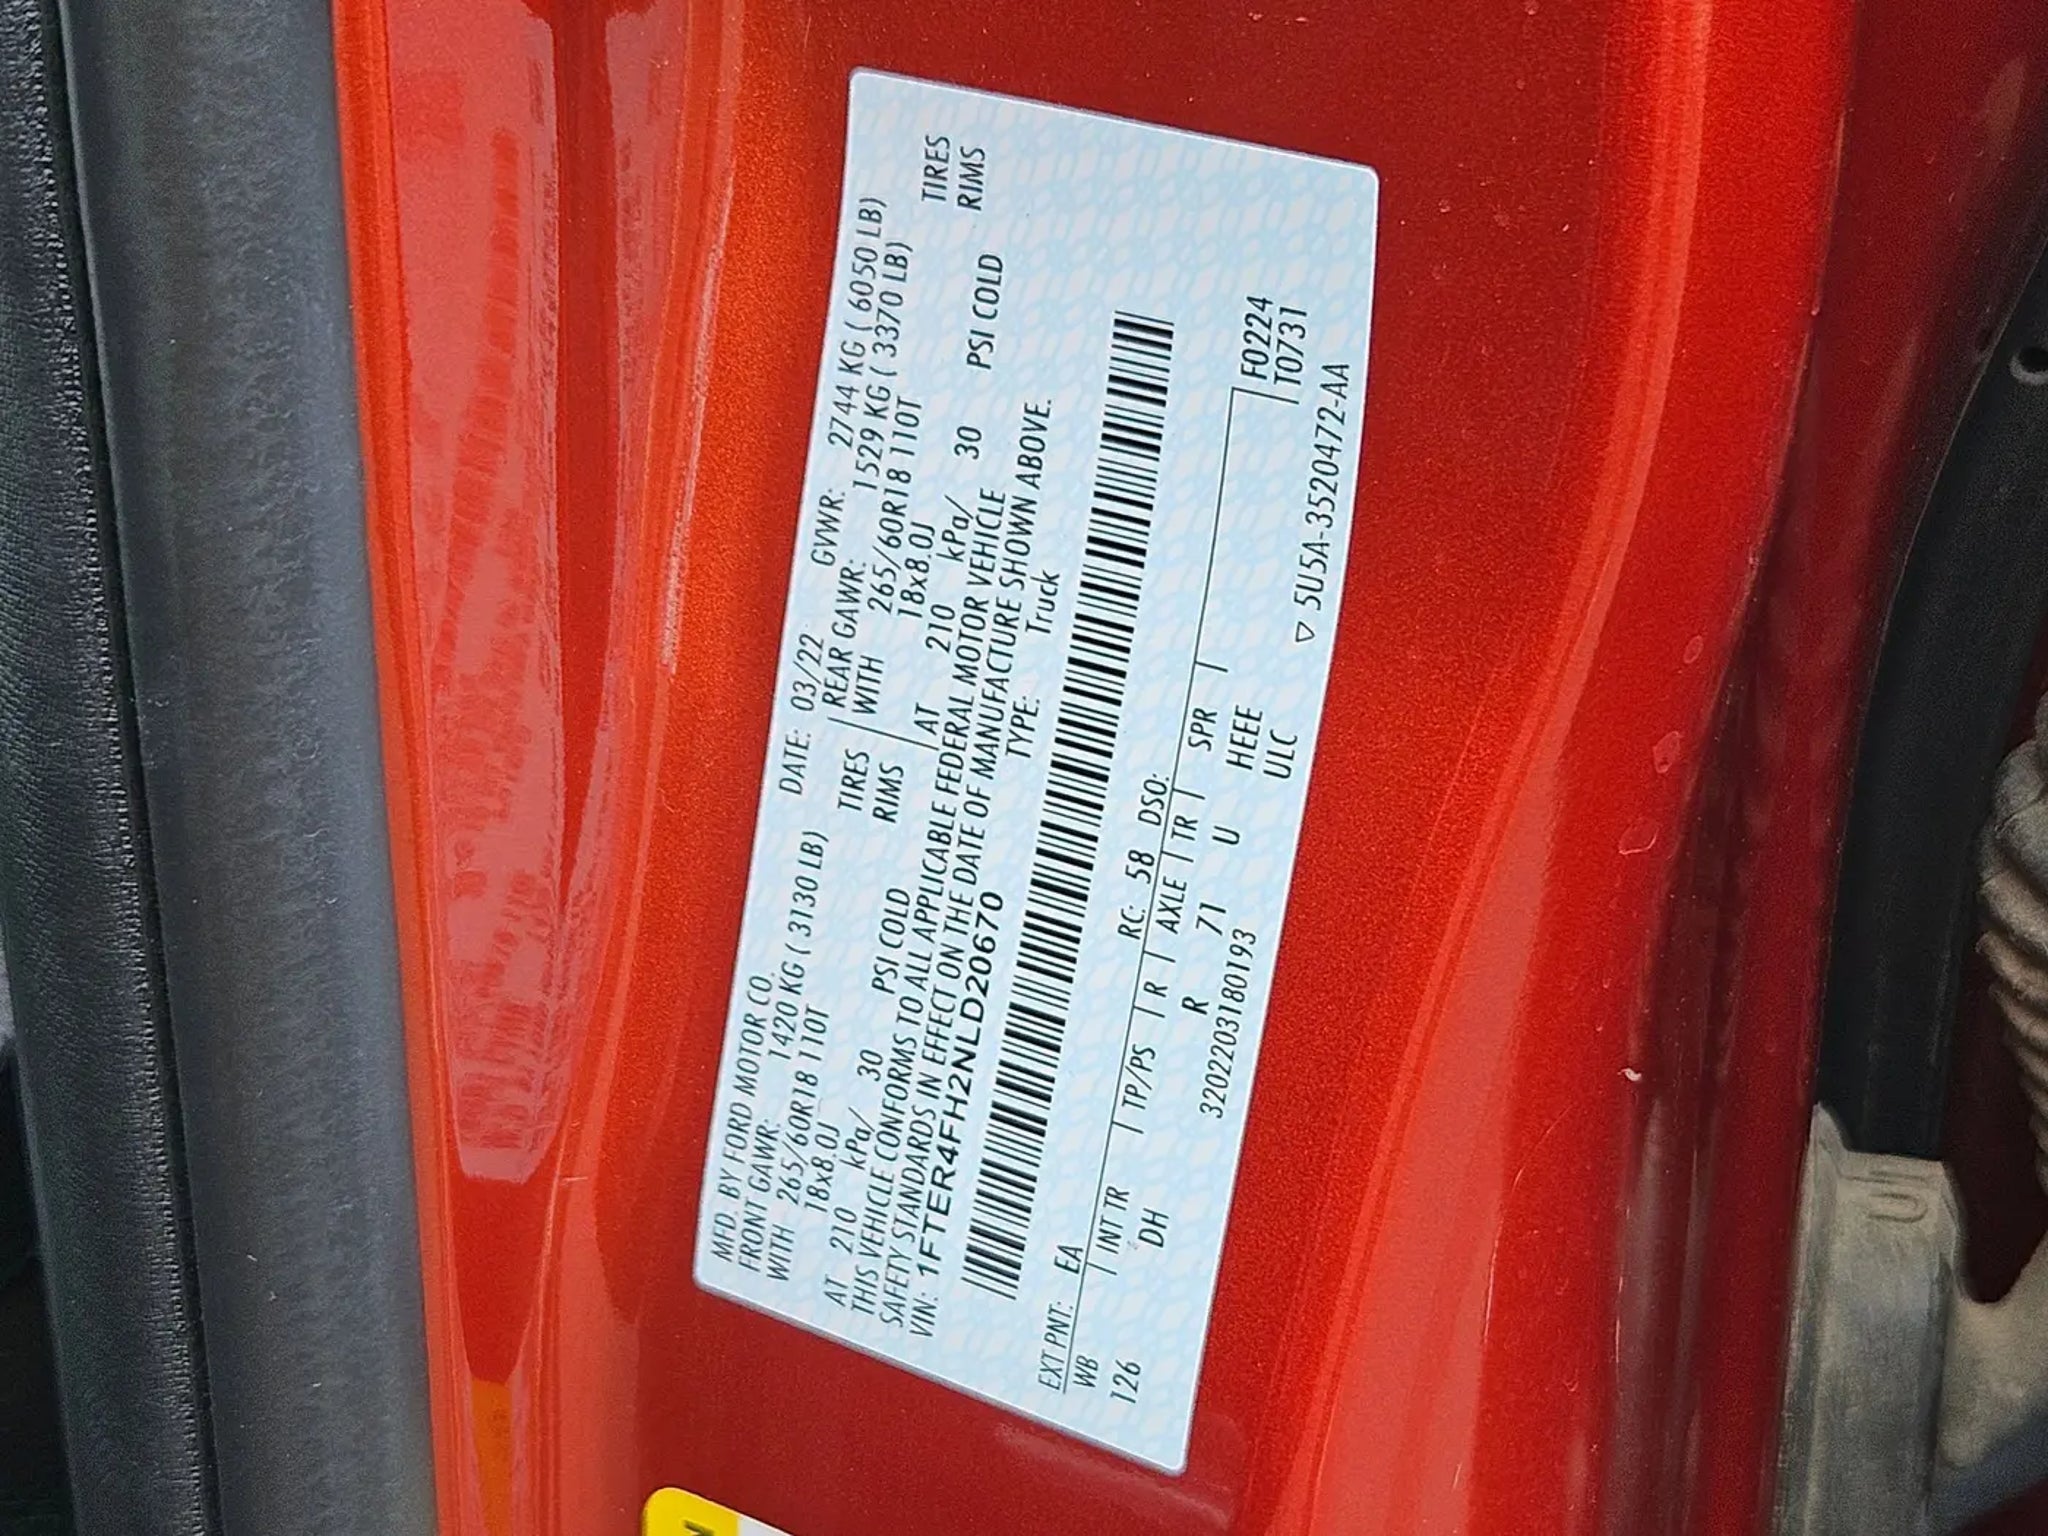 MFD. BY FORD MOTOR CO. DATE: 03/22 GVWR: 2744 KG ( 6050 LB)
FRONT GAWR: 1420 KG ( 3130 LB) REAR GAWR: 1529 KG ( 3370 LB)
WITH 265/60R18 110T TIRES WITH 265/60R18 110T TIRES
18x8.0J RIMS 18x8.0J RIMS
AT 210 kPa/ 30 PSI COLD AT 210 kPa/ 30 PSI COLD
THIS VEHICLE CONFORMS TO ALL APPLICABLE FEDERAL MOTOR VEHICLE
SAFETY STANDARDS IN EFFECT ON THE DATE OF MANUFACTURE SHOWN ABOVE.
VIN: 1FTER4FH2NLD20670 TYPE: Truck
EXT PNT: EA RC: 58 DSO:
WB INT TR TP/PS R AXLE TR SPR F0224
126 DH R 71 U HEEE T0731
3202203180193 ULC
▽ 5U5A-3520472-AA
N